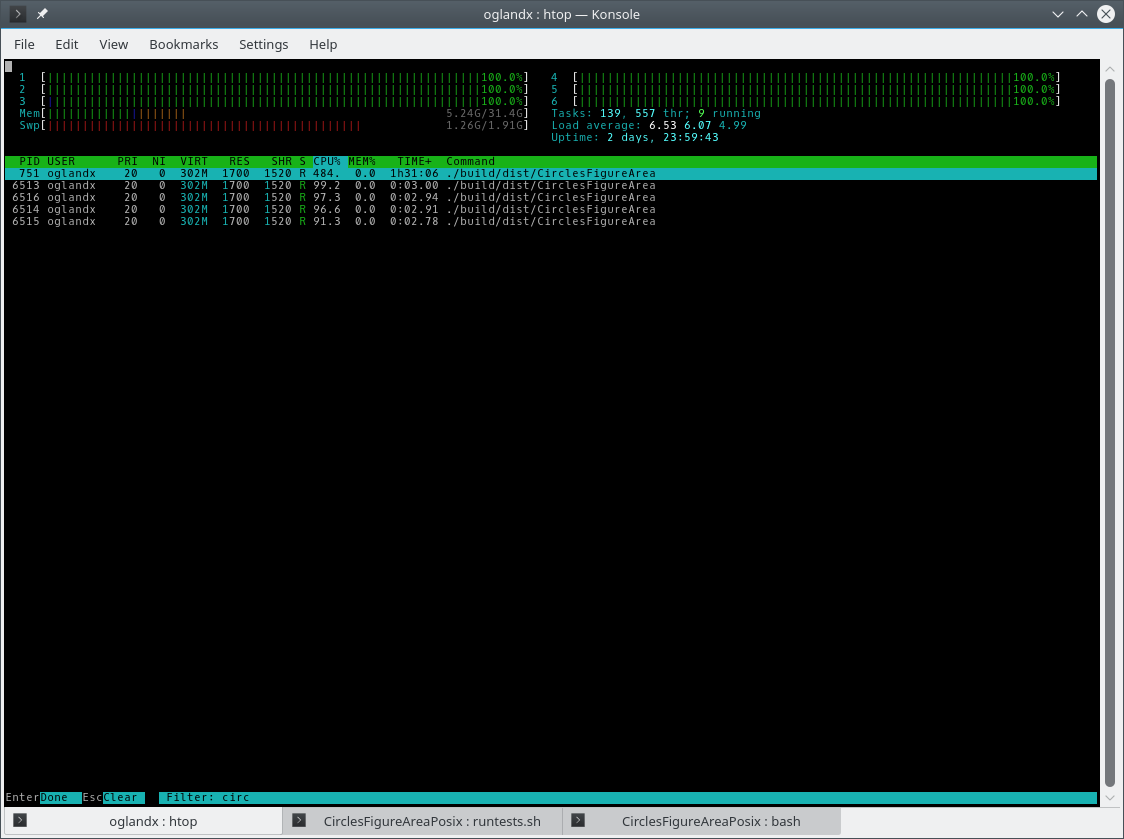 oglandx : htop — Konsole
File Edit View Bookmarks Settings Help
1 [||||||||||||||||||||||||||||||||||||||||||||||||||||||||||||||100.0%] 4 [||||||||||||||||||||||||||||||||||||||||||||||||||||||||||||||100.0%]
2 [||||||||||||||||||||||||||||||||||||||||||||||||||||||||||||||100.0%] 5 [||||||||||||||||||||||||||||||||||||||||||||||||||||||||||||||100.0%]
3 [||||||||||||||||||||||||||||||||||||||||||||||||||||||||||||||100.0%] 6 [||||||||||||||||||||||||||||||||||||||||||||||||||||||||||||||100.0%]
Mem[|||||||||||||||||||| 5.24G/31.4G] Tasks: 139, 557 thr; 9 running
Swp[||||||||||||||||||||||||||||||||||||||||||||| 1.26G/1.91G] Load average: 6.53 6.07 4.99
Uptime: 2 days, 23:59:43
PID USER PRI NI VIRT RES SHR S CPU% MEM% TIME+ Command
751 oglandx 20 0 302M 1700 1520 R 484. 0.0 1h31:06 ./build/dist/CirclesFigureArea
6513 oglandx 20 0 302M 1700 1520 R 99.2 0.0 0:03.00 ./build/dist/CirclesFigureArea
6516 oglandx 20 0 302M 1700 1520 R 97.3 0.0 0:02.94 ./build/dist/CirclesFigureArea
6514 oglandx 20 0 302M 1700 1520 R 96.6 0.0 0:02.91 ./build/dist/CirclesFigureArea
6515 oglandx 20 0 302M 1700 1520 R 91.3 0.0 0:02.78 ./build/dist/CirclesFigureArea
EnterDone EscClear Filter: circ
oglandx : htop CirclesFigureAreaPosix : runtests.sh CirclesFigureAreaPosix : bash